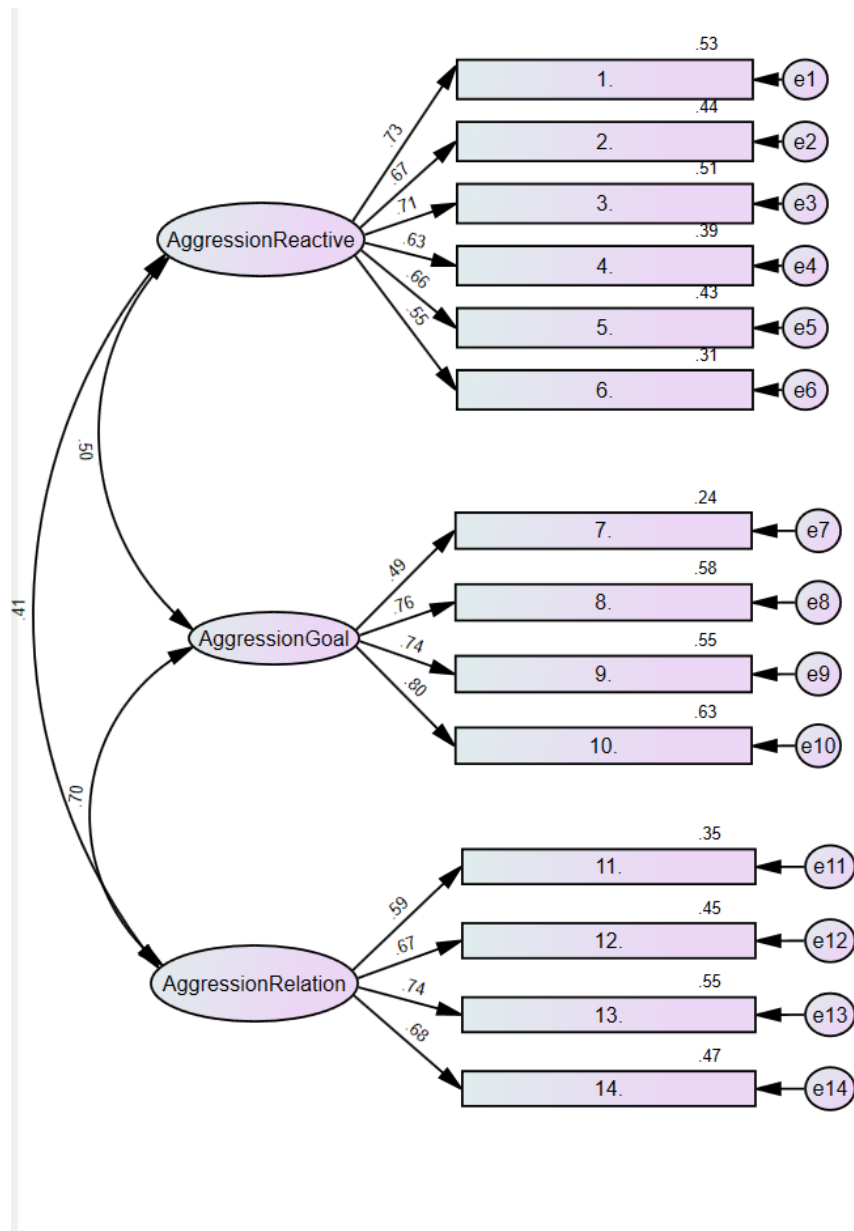 .53
1.
e1
.73
.44
2.
e2
.67
.51
3.
e3
.71
AggressionReactive
.39
4.
e4
.63
.43
5.
e5
.66
.31
6.
e6
.55
.50
.41
.24
7.
e7
.49
.58
8.
e8
.76
AggressionGoal
.55
9.
e9
.74
.63
10.
e10
.80
.70
.35
11.
e11
.59
.45
12.
e12
.67
AggressionRelation
.55
13.
e13
.74
.47
14.
e14
.68